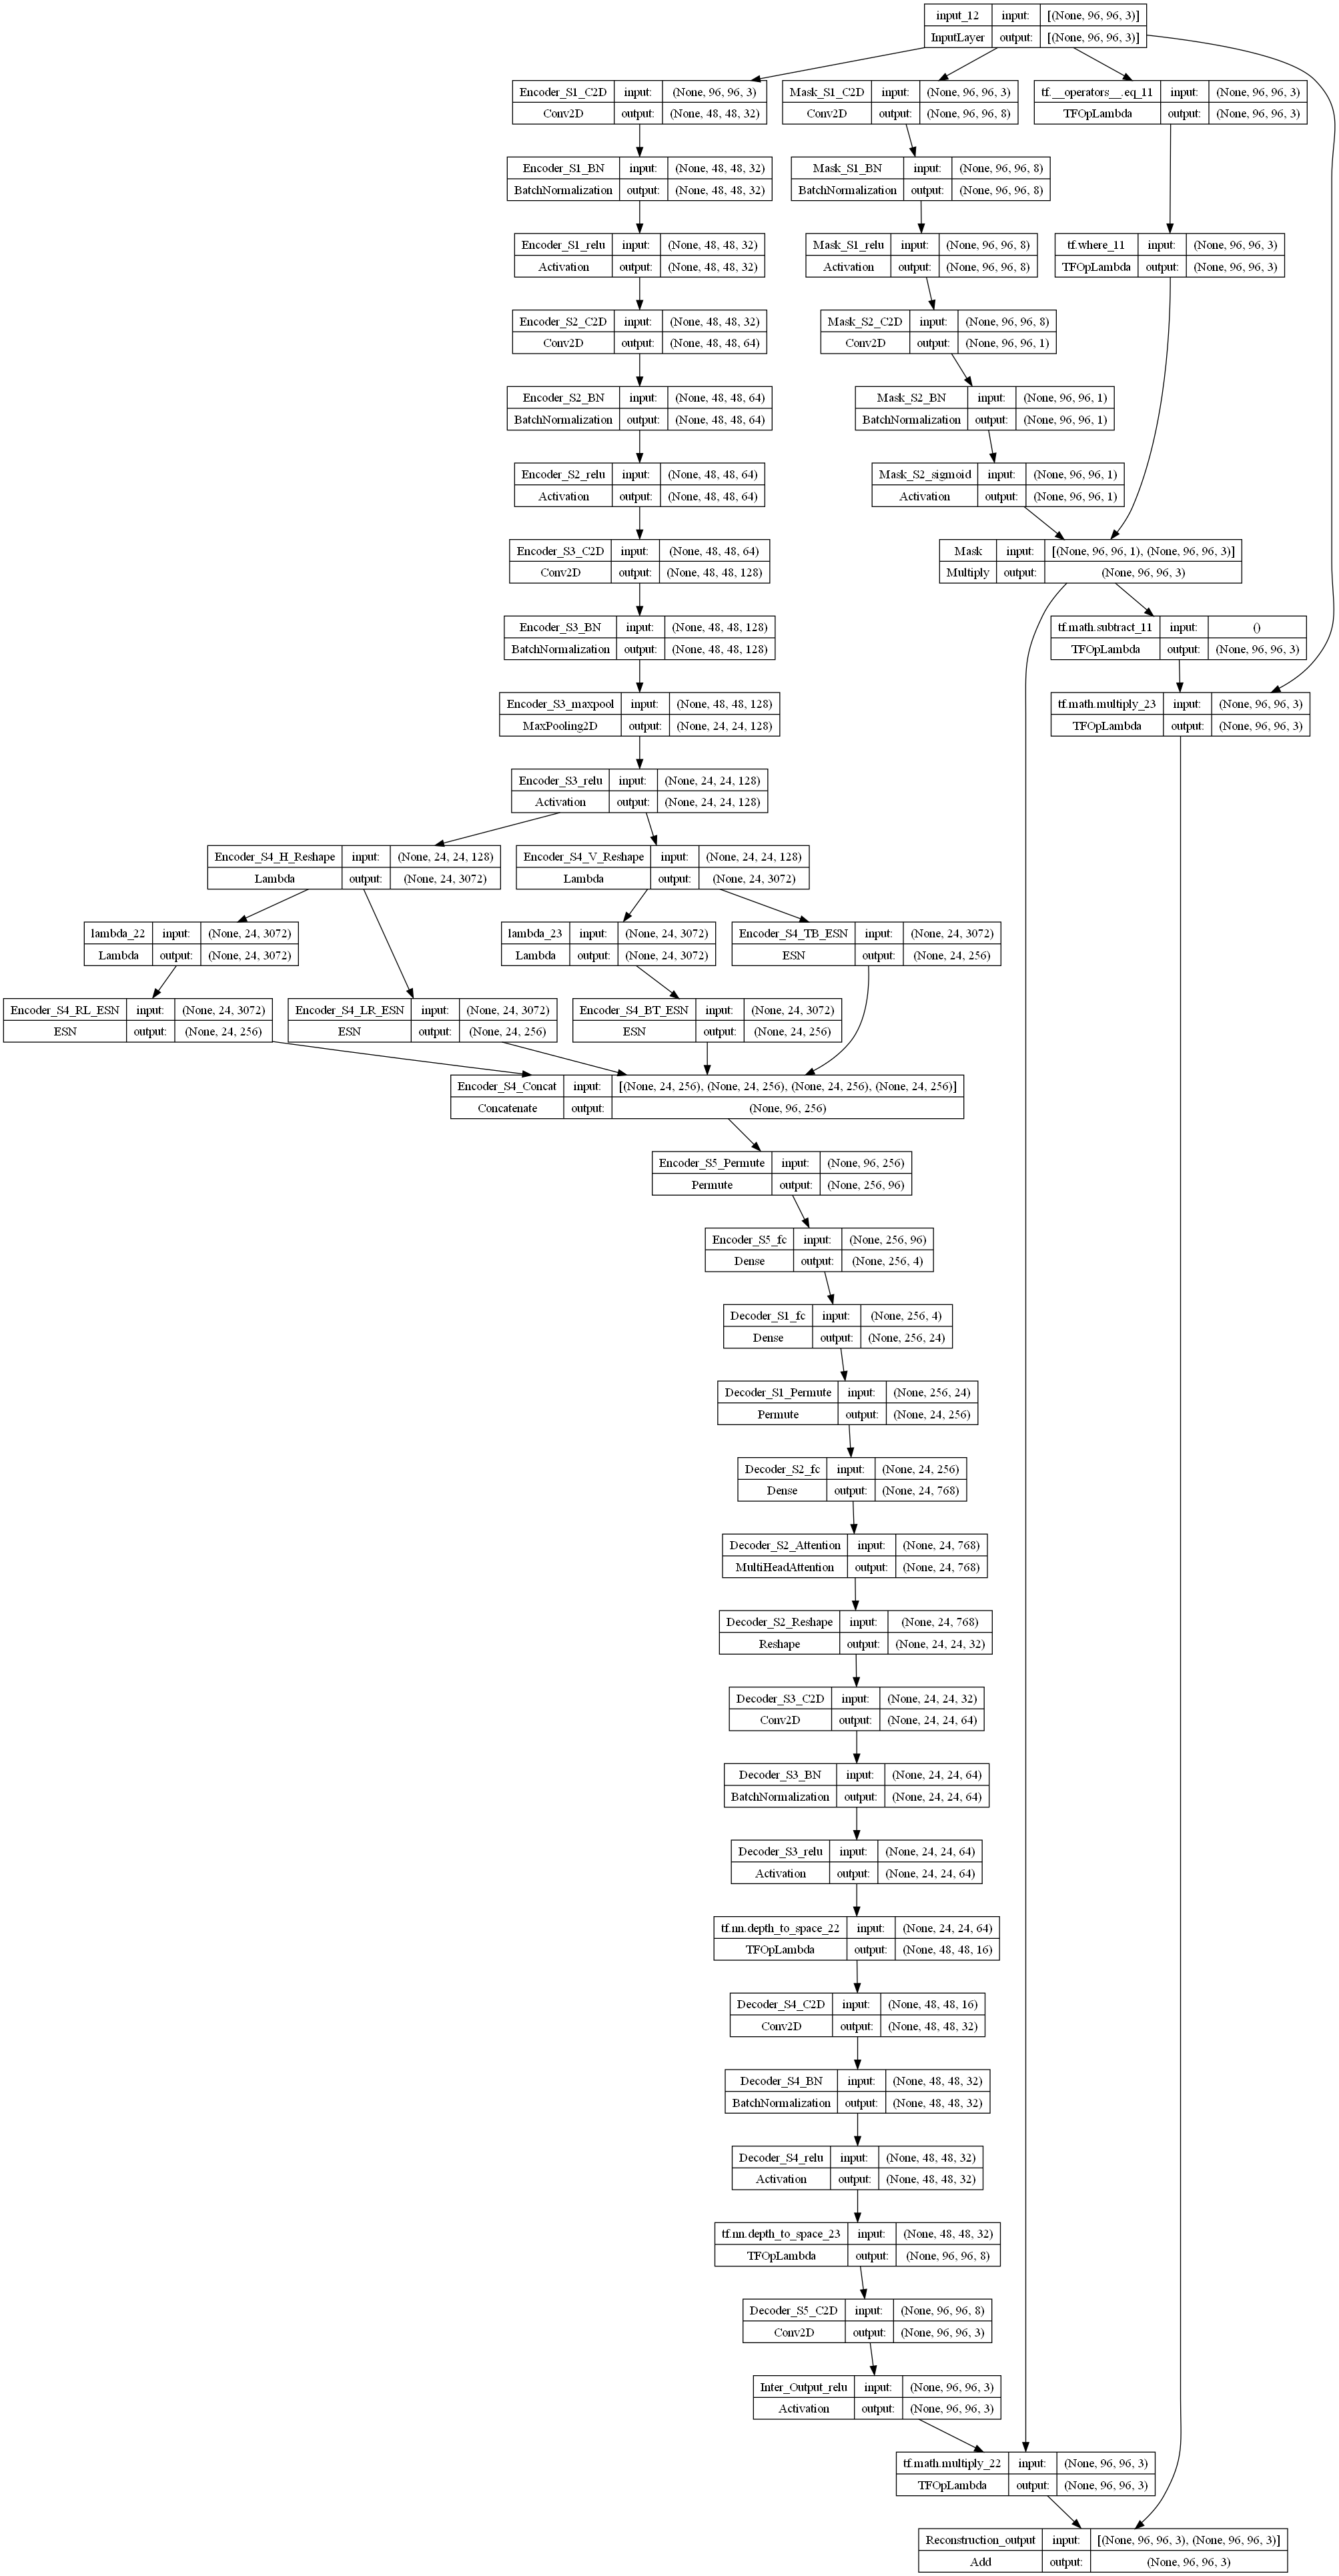 input_12 input: [(None, 96, 96, 3)]
InputLayer output: [(None, 96, 96, 3)]
Encoder_S1_C2D input: (None, 96, 96, 3)
Conv2D output: (None, 48, 48, 32)
Mask_S1_C2D input: (None, 96, 96, 3)
Conv2D output: (None, 96, 96, 8)
tf.__operators__.eq_11 input: (None, 96, 96, 3)
TFOpLambda output: (None, 96, 96, 3)
Encoder_S1_BN input: (None, 48, 48, 32)
BatchNormalization output: (None, 48, 48, 32)
Mask_S1_BN input: (None, 96, 96, 8)
BatchNormalization output: (None, 96, 96, 8)
Encoder_S1_relu input: (None, 48, 48, 32)
Activation output: (None, 48, 48, 32)
Mask_S1_relu input: (None, 96, 96, 8)
Activation output: (None, 96, 96, 8)
tf.where_11 input: (None, 96, 96, 3)
TFOpLambda output: (None, 96, 96, 3)
Encoder_S2_C2D input: (None, 48, 48, 32)
Conv2D output: (None, 48, 48, 64)
Mask_S2_C2D input: (None, 96, 96, 8)
Conv2D output: (None, 96, 96, 1)
Encoder_S2_BN input: (None, 48, 48, 64)
BatchNormalization output: (None, 48, 48, 64)
Mask_S2_BN input: (None, 96, 96, 1)
BatchNormalization output: (None, 96, 96, 1)
Encoder_S2_relu input: (None, 48, 48, 64)
Activation output: (None, 48, 48, 64)
Mask_S2_sigmoid input: (None, 96, 96, 1)
Activation output: (None, 96, 96, 1)
Encoder_S3_C2D input: (None, 48, 48, 64)
Conv2D output: (None, 48, 48, 128)
Mask input: [(None, 96, 96, 1), (None, 96, 96, 3)]
Multiply output: (None, 96, 96, 3)
Encoder_S3_BN input: (None, 48, 48, 128)
BatchNormalization output: (None, 48, 48, 128)
tf.math.subtract_11 input: ()
TFOpLambda output: (None, 96, 96, 3)
Encoder_S3_maxpool input: (None, 48, 48, 128)
MaxPooling2D output: (None, 24, 24, 128)
tf.math.multiply_23 input: (None, 96, 96, 3)
TFOpLambda output: (None, 96, 96, 3)
Encoder_S3_relu input: (None, 24, 24, 128)
Activation output: (None, 24, 24, 128)
Encoder_S4_H_Reshape input: (None, 24, 24, 128)
Lambda output: (None, 24, 3072)
Encoder_S4_V_Reshape input: (None, 24, 24, 128)
Lambda output: (None, 24, 3072)
lambda_22 input: (None, 24, 3072)
Lambda output: (None, 24, 3072)
lambda_23 input: (None, 24, 3072)
Lambda output: (None, 24, 3072)
Encoder_S4_TB_ESN input: (None, 24, 3072)
ESN output: (None, 24, 256)
Encoder_S4_RL_ESN input: (None, 24, 3072)
ESN output: (None, 24, 256)
Encoder_S4_LR_ESN input: (None, 24, 3072)
ESN output: (None, 24, 256)
Encoder_S4_BT_ESN input: (None, 24, 3072)
ESN output: (None, 24, 256)
Encoder_S4_Concat input: [(None, 24, 256), (None, 24, 256), (None, 24, 256), (None, 24, 256)]
Concatenate output: (None, 96, 256)
Encoder_S5_Permute input: (None, 96, 256)
Permute output: (None, 256, 96)
Encoder_S5_fc input: (None, 256, 96)
Dense output: (None, 256, 4)
Decoder_S1_fc input: (None, 256, 4)
Dense output: (None, 256, 24)
Decoder_S1_Permute input: (None, 256, 24)
Permute output: (None, 24, 256)
Decoder_S2_fc input: (None, 24, 256)
Dense output: (None, 24, 768)
Decoder_S2_Attention input: (None, 24, 768)
MultiHeadAttention output: (None, 24, 768)
Decoder_S2_Reshape input: (None, 24, 768)
Reshape output: (None, 24, 24, 32)
Decoder_S3_C2D input: (None, 24, 24, 32)
Conv2D output: (None, 24, 24, 64)
Decoder_S3_BN input: (None, 24, 24, 64)
BatchNormalization output: (None, 24, 24, 64)
Decoder_S3_relu input: (None, 24, 24, 64)
Activation output: (None, 24, 24, 64)
tf.nn.depth_to_space_22 input: (None, 24, 24, 64)
TFOpLambda output: (None, 48, 48, 16)
Decoder_S4_C2D input: (None, 48, 48, 16)
Conv2D output: (None, 48, 48, 32)
Decoder_S4_BN input: (None, 48, 48, 32)
BatchNormalization output: (None, 48, 48, 32)
Decoder_S4_relu input: (None, 48, 48, 32)
Activation output: (None, 48, 48, 32)
tf.nn.depth_to_space_23 input: (None, 48, 48, 32)
TFOpLambda output: (None, 96, 96, 8)
Decoder_S5_C2D input: (None, 96, 96, 8)
Conv2D output: (None, 96, 96, 3)
Inter_Output_relu input: (None, 96, 96, 3)
Activation output: (None, 96, 96, 3)
tf.math.multiply_22 input: (None, 96, 96, 3)
TFOpLambda output: (None, 96, 96, 3)
Reconstruction_output input: [(None, 96, 96, 3), (None, 96, 96, 3)]
Add output: (None, 96, 96, 3)